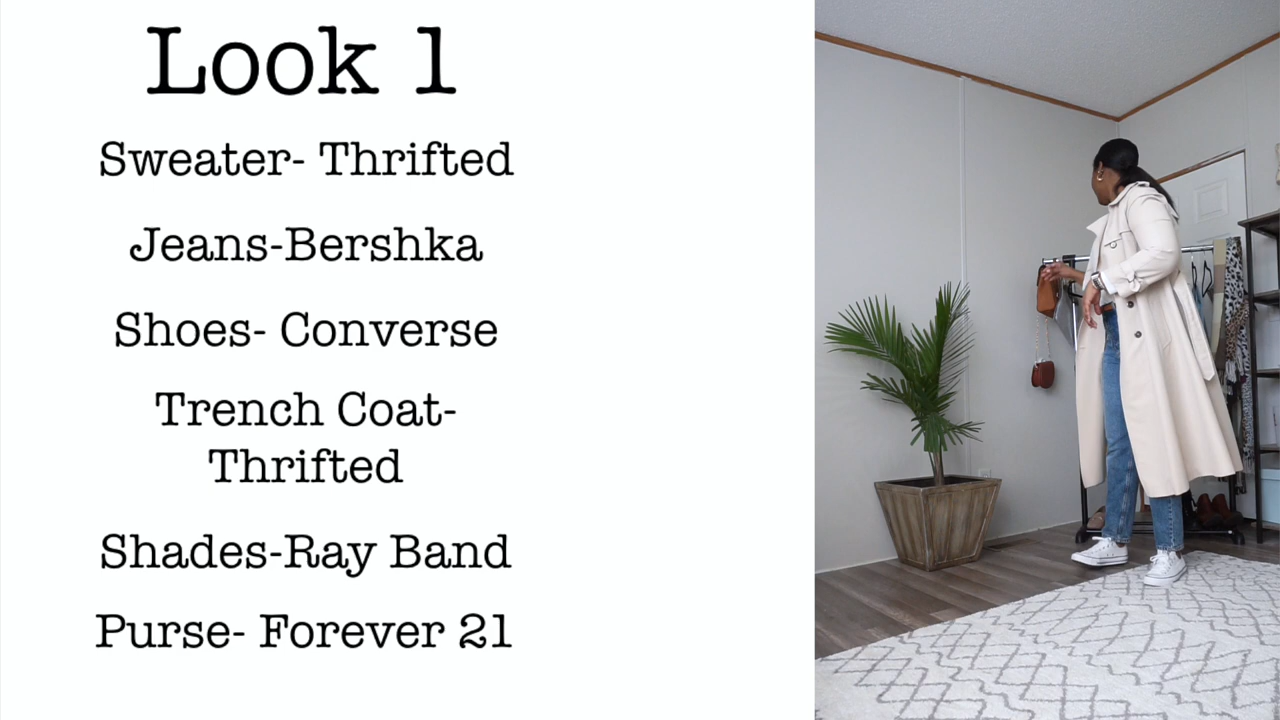 Look 1
Sweater- Thrifted
Jeans-Bershka
Shoes- Converse
Trench Coat-
Thrifted
Shades-Ray Band
Purse- Forever 21